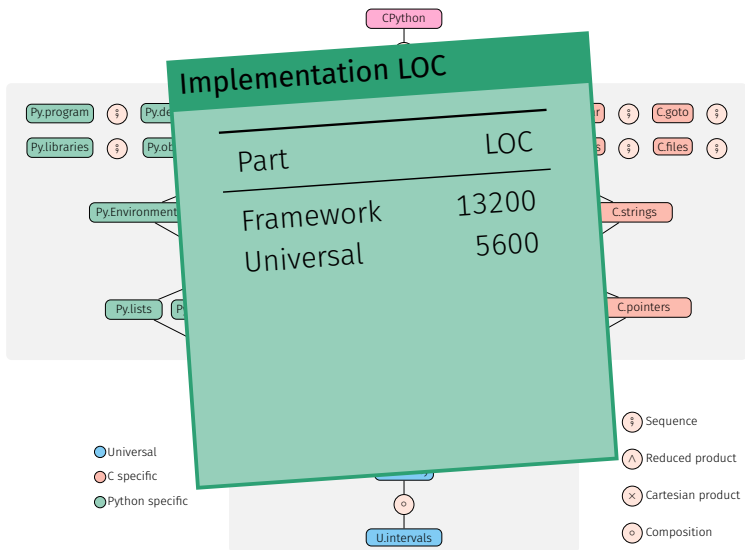 CPython
Implementation LOC
Part LOC
Framework 13200
Universal 5600
Py.program ;
C.goto ;
Py.libraries ;
; C.files ;
Py.Environment
C.strings
Py.lists
C.pointers
Universal
C specific
Python specific
; Sequence
∧ Reduced product
× Cartesian product
∘ Composition
∘
U.intervals